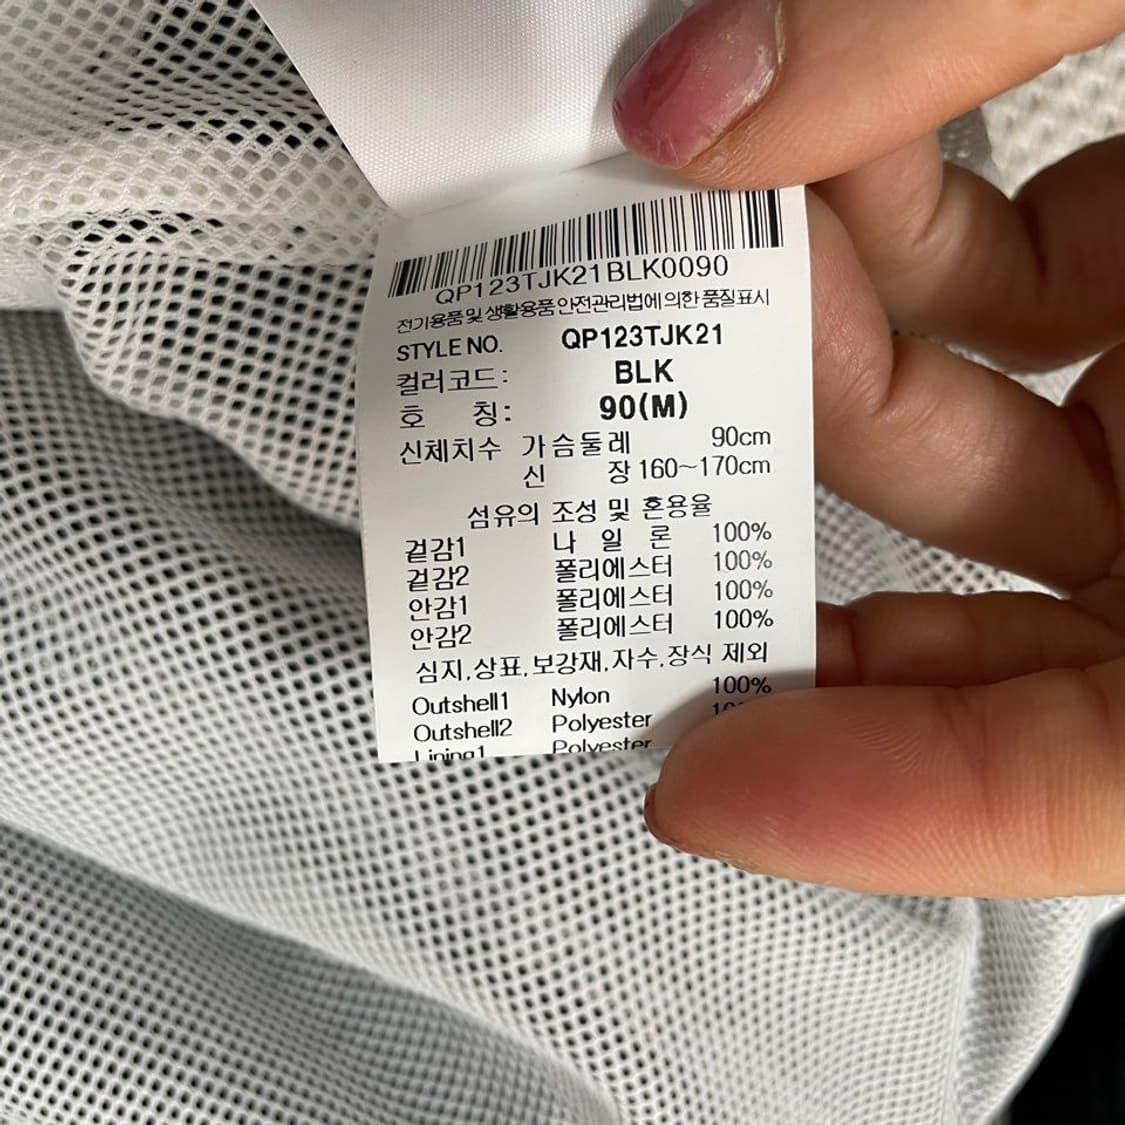 QP123TJK21BLK0090
전기용품 및 생활용품 안전관리법에 의한 품질표시
STYLE NO. QP123TJK21
컬러코드: BLK
호 칭: 90(M)
신체치수 가슴둘레 90cm
신 장 160~170cm
섬유의 조성 및 혼용율
겉감1 나 일 론 100%
겉감2 폴리에스터 100%
안감1 폴리에스터 100%
안감2 폴리에스터 100%
심지,상표,보강재,자수,장식 제외
Outshell1 Nylon 100%
Outshell2 Polyester
Lining1 Polyester